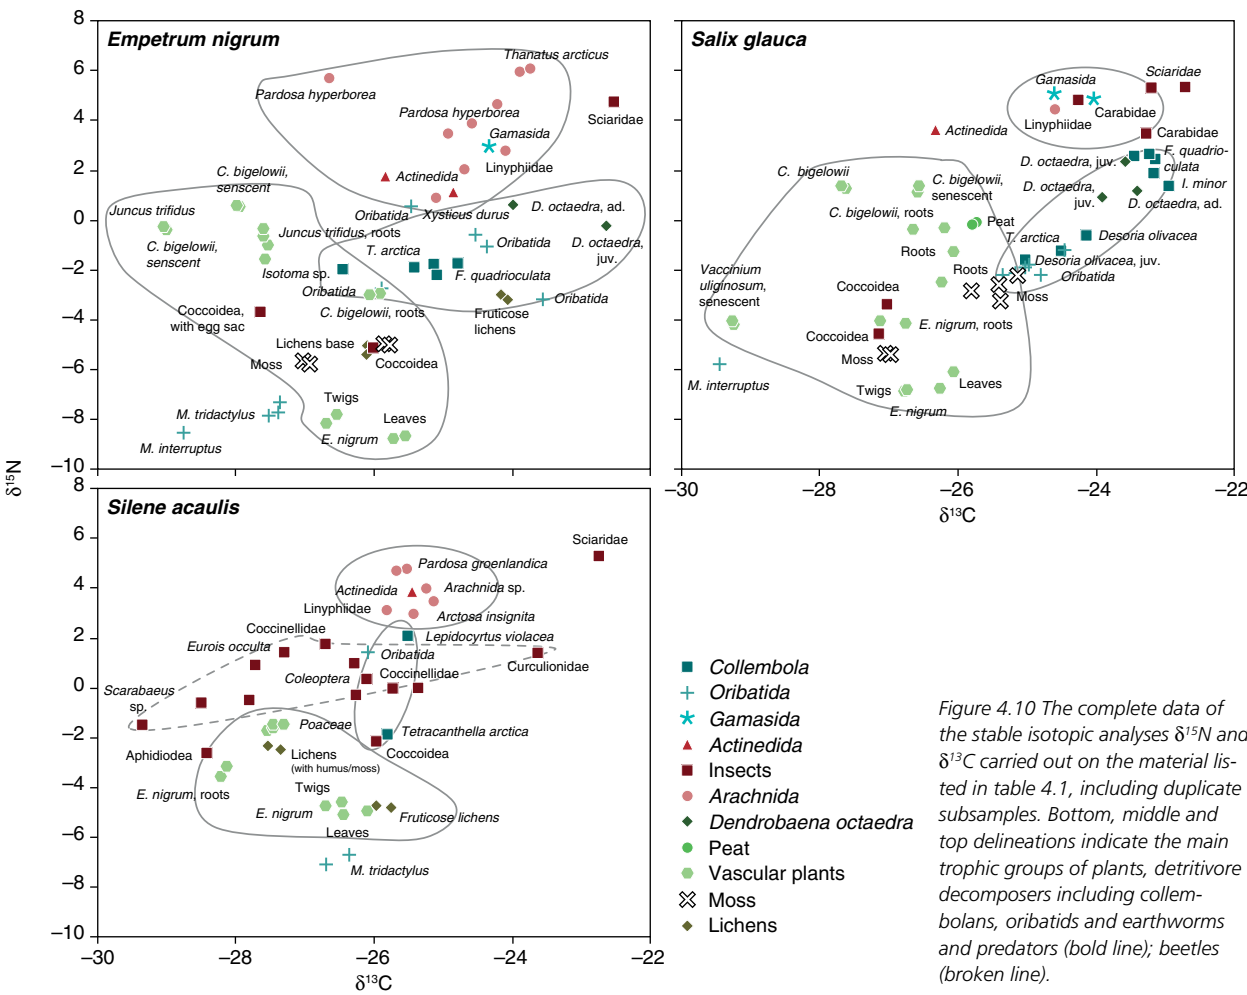 Empetrum nigrum
8
6
4
2
0
–2
–4
–6
–8
–10
Thanatus arcticus
Pardosa hyperborea
Pardosa hyperborea
Sciaridae
Gamasida
Linyphiidae
Actinedida
C. bigelowii,
senscent
Juncus trifidus
Oribatida
Xysticus durus
D. octaedra, ad.
Juncus trifidus, roots
C. bigelowii,
senscent
T. arctica
Oribatida
D. octaedra,
juv.
Isotoma sp.
F. quadrioculata
Oribatida
Oribatida
Coccoidea,
with egg sac
C. bigelowii, roots
Fruticose
lichens
Lichens base
Moss
Coccoidea
Twigs
M. tridactylus
Leaves
E. nigrum
M. interruptus
Salix glauca
Gamasida
Sciaridae
Linyphiidae
Carabidae
Actinedida
Carabidae
C. bigelowii
D. octaedra, juv.
F. quadrio-
culata
C. bigelowii,
senescent
D. octaedra,
juv.
I. minor
D. octaedra, ad.
C. bigelowii, roots
Peat
T. arctica
Desoria olivacea
Roots
Desoria olivacea, juv.
Vaccinium
uliginosum,
senescent
Roots
Oribatida
Coccoidea
Moss
E. nigrum, roots
Coccoidea
Moss
M. interruptus
Twigs
Leaves
E. nigrum
–30
–28
–26
–24
–22
δ13C
δ15N
Silene acaulis
8
6
4
2
0
–2
–4
–6
–8
–10
Sciaridae
Pardosa groenlandica
Actinedida
Arachnida sp.
Linyphiidae
Arctosa insignita
Coccinellidae
Lepidocyrtus violacea
Eurois occulta
Oribatida
Curculionidae
Coleoptera
Coccinellidae
Scarabaeus
sp.
Poaceae
Tetracanthella arctica
Aphidiodea
Lichens
(with humus/moss)
Coccoidea
E. nigrum, roots
Twigs
E. nigrum
Fruticose lichens
Leaves
M. tridactylus
–30
–28
–26
–24
–22
δ13C
Collembola
Oribatida
Gamasida
Actinedida
Insects
Arachnida
Dendrobaena octaedra
Peat
Vascular plants
Moss
Lichens
Figure 4.10 The complete data of
the stable isotopic analyses δ15N and
δ13C carried out on the material lis-
ted in table 4.1, including duplicate
subsamples. Bottom, middle and
top delineations indicate the main
trophic groups of plants, detritivore
decomposers including collem-
bolans, oribatids and earthworms
and predators (bold line); beetles
(broken line).